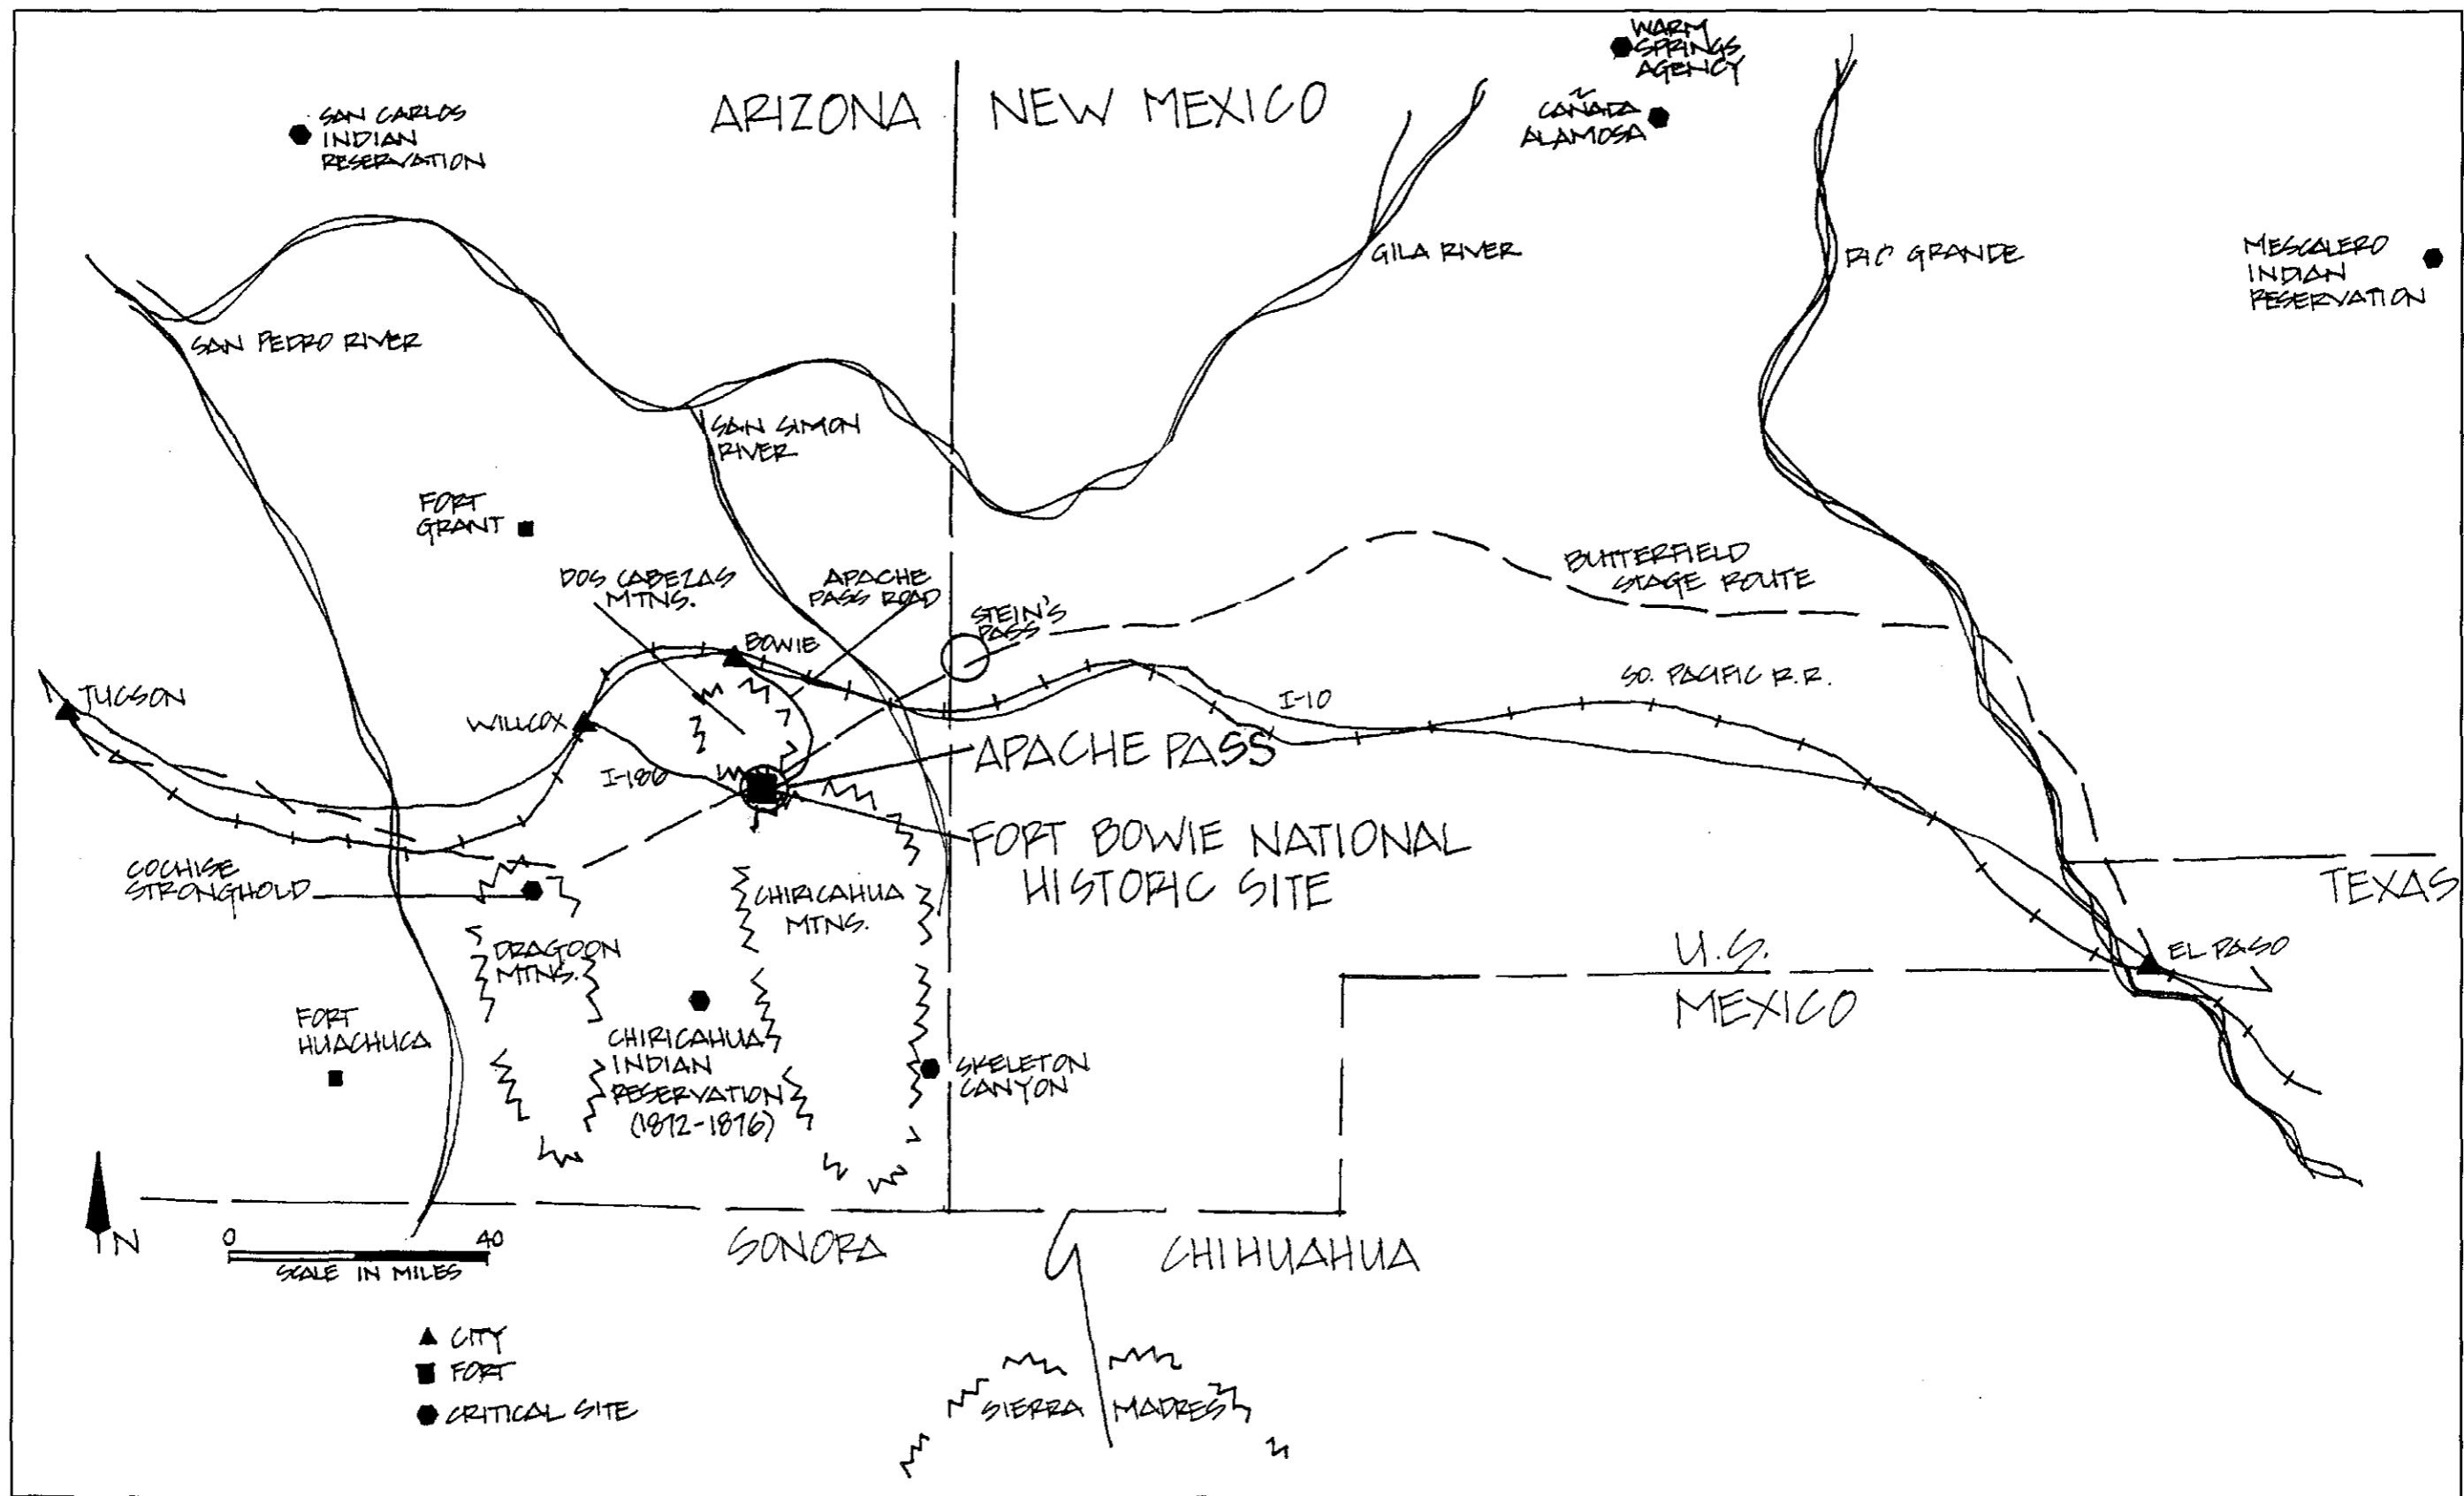 WARM
SPRINGS
AGENCY
ARIZONA
NEW MEXICO
CAÑADA
ALAMOSA
SAN CARLOS
INDIAN
RESERVATION
GILA RIVER
RIO GRANDE
MESCALERO
INDIAN
RESERVATION
SAN PEDRO RIVER
SAN SIMON
RIVER
FORT
GRANT
DOS CABEZAS
MTNS.
APACHE
PASS ROAD
BUTTERFIELD
STAGE ROUTE
STEIN'S
PASS
BOWIE
TUCSON
WILLCOX
I-10
SO. PACIFIC R.R.
I-186
APACHE PASS
FORT BOWIE NATIONAL
HISTORIC SITE
COCHISE
STRONGHOLD
CHIRICAHUA
MTNS.
TEXAS
DRAGOON
MTNS.
U.S.
MEXICO
EL PASO
FORT
HUACHUCA
CHIRICAHUA
INDIAN
RESERVATION
(1872-1876)
SKELETON
CANYON
N
0 40
SCALE IN MILES
SONORA
CHIHUAHUA
CITY
FORT
CRITICAL SITE
SIERRA MADRES